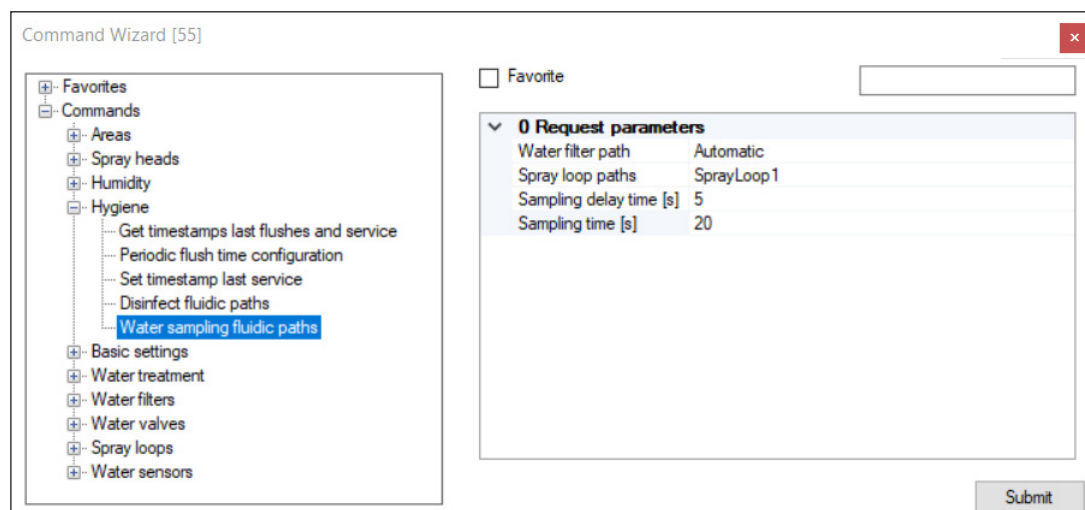 Command Wizard [55]
Favorites
Commands
Areas
Spray heads
Humidity
Hygiene
Get timestamps last flushes and service
Periodic flush time configuration
Set timestamp last service
Disinfect fluidic paths
Water sampling fluidic paths
Basic settings
Water treatment
Water filters
Water valves
Spray loops
Water sensors
Favorite
0 Request parameters
Water filter path Automatic
Spray loop paths SprayLoop1
Sampling delay time [s] 5
Sampling time [s] 20
Submit